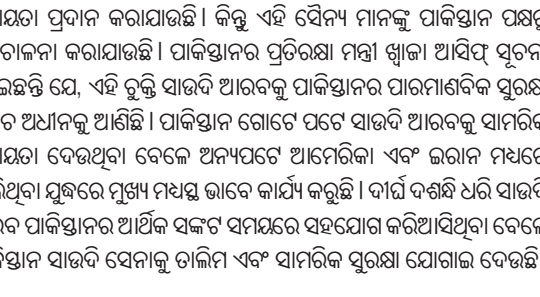 ୟତା ପ୍ରଦାନ କରାଯାଉଛି। କିନ୍ତୁ ଏହି ସୈନ୍ୟ ମାନଙ୍କୁ ପାକିସ୍ତାନ ପକ୍ଷରୁ
ଚାଳନା କରାଯାଉଛି। ପାକିସ୍ତାନର ପ୍ରତିରକ୍ଷା ମନ୍ତ୍ରୀ ଖ୍ୱାଜା ଆସିଫ୍ ସୂଚନା
ଇଛନ୍ତି ଯେ, ଏହି ଚୁକ୍ତି ସାଉଦି ଆରବକୁ ପାକିସ୍ତାନର ପାରମାଣବିକ ସୁରକ୍ଷା
ଚ ଅଧୀନକୁ ଆଣିଛି। ପାକିସ୍ତାନ ଗୋଟେ ପଟେ ସାଉଦି ଆରବକୁ ସାମରିକ
ୟତା ଦେଉଥିବା ବେଳେ ଅନ୍ୟପଟେ ଆମେରିକା ଏବଂ ଇରାନ ମଧ୍ୟରେ
ଥିବା ଯୁଦ୍ଧରେ ମୁଖ୍ୟ ମଧ୍ୟସ୍ଥ ଭାବେ କାର୍ଯ୍ୟ କରୁଛି। ଦୀର୍ଘ ଦଶନ୍ଧି ଧରି ସାଉଦି
ବ ପାକିସ୍ତାନର ଆର୍ଥିକ ସଙ୍କଟ ସମୟରେ ସହଯୋଗ କରିଆସିଥିବା ବେଳେ
ସ୍ତାନ ସାଉଦି ସେନାକୁ ତାଲିମ ଏବଂ ସାମରିକ ସୁରକ୍ଷା ଯୋଗାଇ ଦେଉଛି